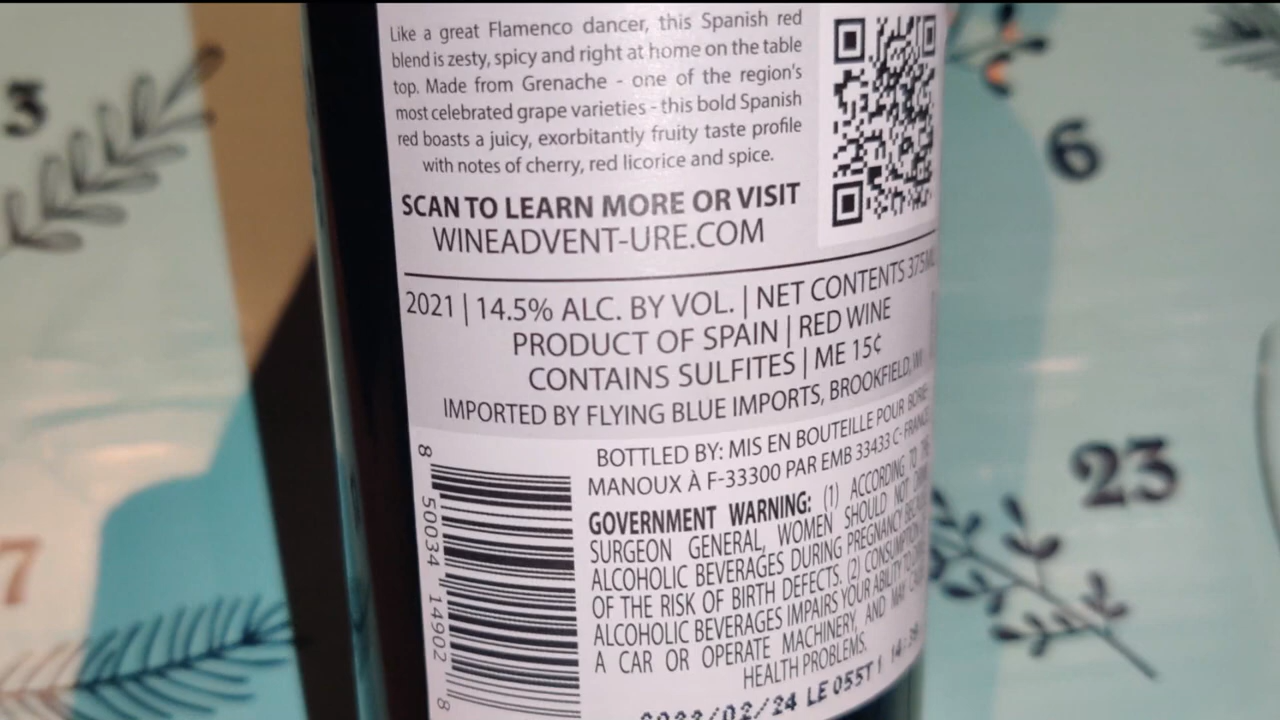 Like a great Flamenco dancer, this Spanish red
blend is zesty, spicy and right at home on the table
top. Made from Grenache - one of the region's
most celebrated grape varieties - this bold Spanish
red boasts a juicy, exorbitantly fruity taste profile
with notes of cherry, red licorice and spice.
SCAN TO LEARN MORE OR VISIT
WINEADVENT-URE.COM
2021 | 14.5% ALC. BY VOL. | NET CONTENTS 375ML
PRODUCT OF SPAIN | RED WINE
CONTAINS SULFITES | ME 15¢
IMPORTED BY FLYING BLUE IMPORTS, BROOKFIELD, WI
BOTTLED BY: MIS EN BOUTEILLE POUR
MANOUX À F-33300 PAR EMB 33433 C - FRANCE
GOVERNMENT WARNING: (1) ACCORDING TO
SURGEON GENERAL, WOMEN SHOULD NOT
ALCOHOLIC BEVERAGES DURING PREGNANCY
OF THE RISK OF BIRTH DEFECTS. (2)
ALCOHOLIC BEVERAGES IMPAIRS YOUR ABILITY
A CAR OR OPERATE MACHINERY, AND MAY
HEALTH PROBLEMS.
8 50034 14902 8
LE 055T1
3
6
23
7